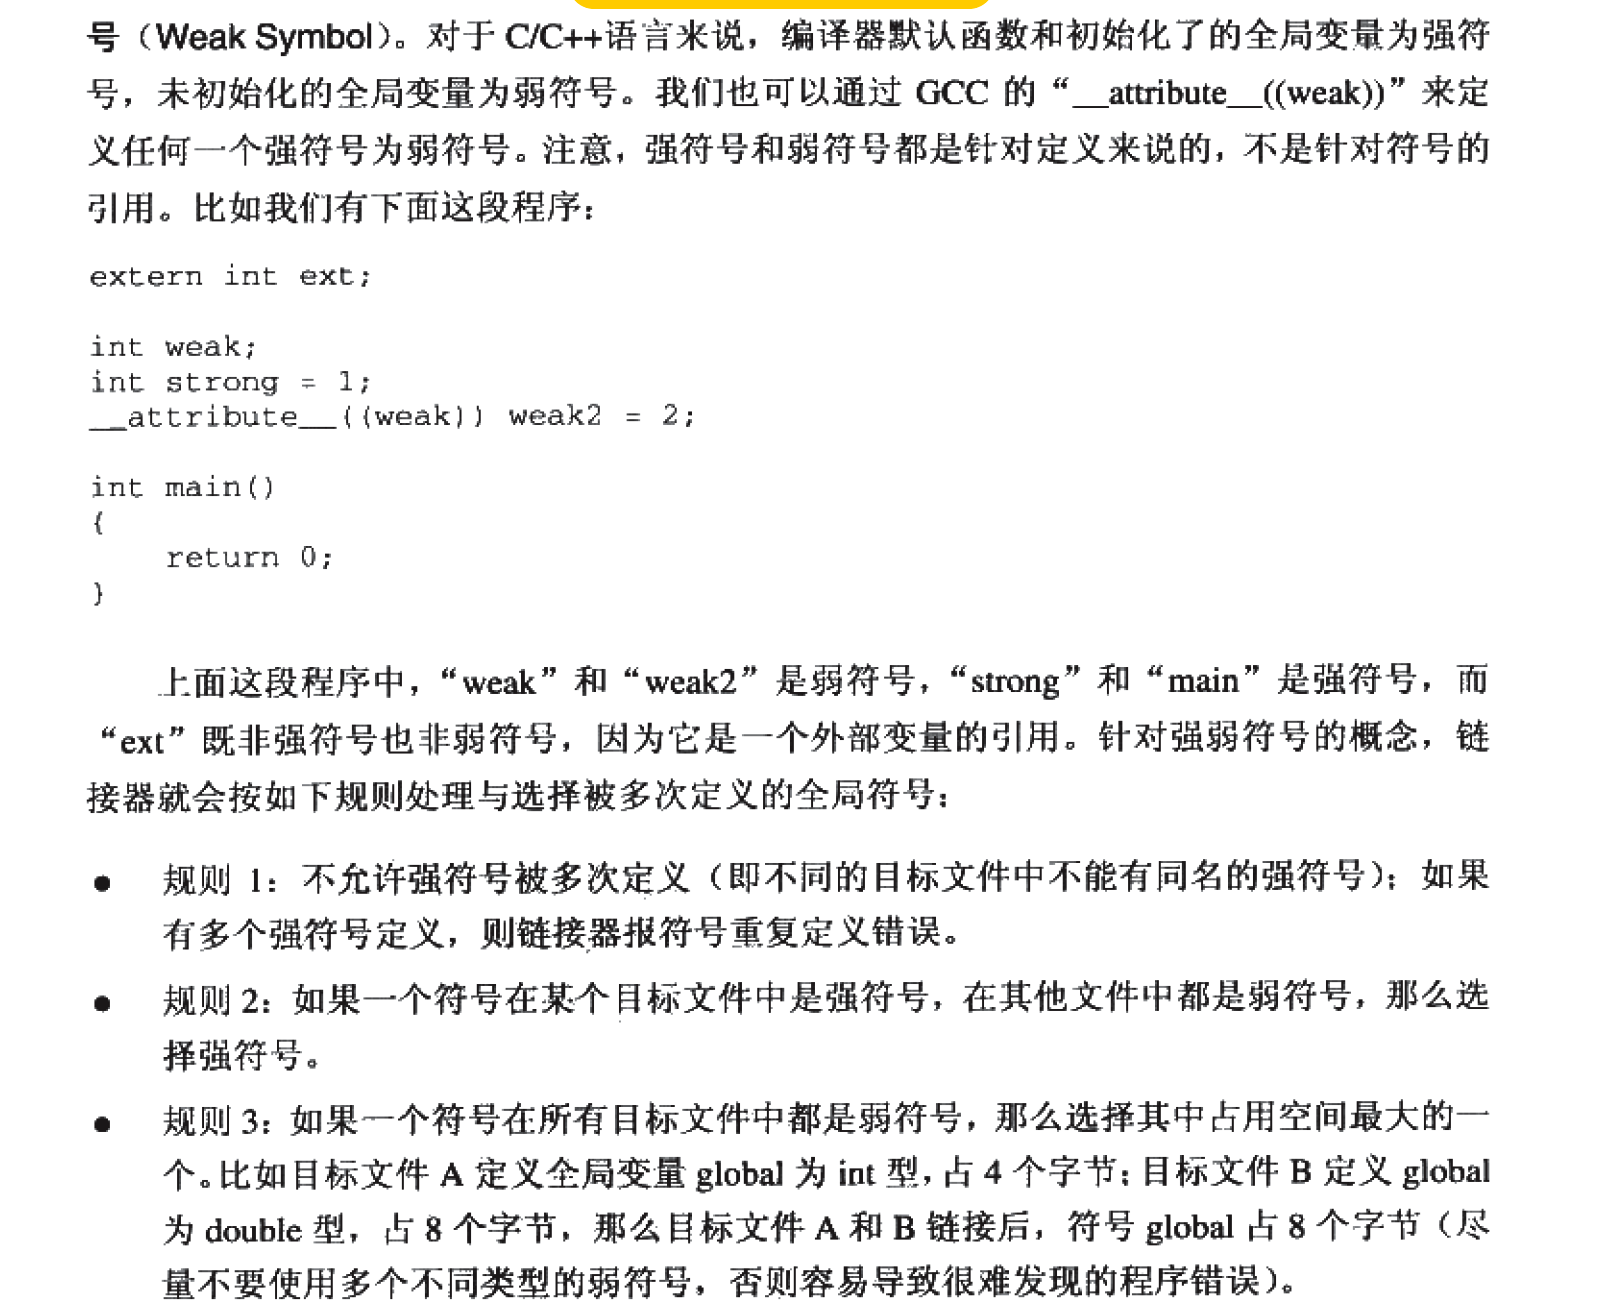 号（Weak Symbol）。对于 C/C++语言来说，编译器默认函数和初始化了的全局变量为强符
号，未初始化的全局变量为弱符号。我们也可以通过 GCC 的“__attribute__((weak))”来定
义任何一个强符号为弱符号。注意，强符号和弱符号都是针对定义来说的，不是针对符号的
引用。比如我们有下面这段程序：
extern int ext;
int weak;
int strong = 1;
__attribute__((weak)) weak2 = 2;
int main()
{
    return 0;
}
上面这段程序中，“weak”和“weak2”是弱符号，“strong”和“main”是强符号，而
“ext”既非强符号也非弱符号，因为它是一个外部变量的引用。针对强弱符号的概念，链
接器就会按如下规则处理与选择被多次定义的全局符号：
● 规则 1：不允许强符号被多次定义（即不同的目标文件中不能有同名的强符号）；如果
有多个强符号定义，则链接器报符号重复定义错误。
● 规则 2：如果一个符号在某个目标文件中是强符号，在其他文件中都是弱符号，那么选
择强符号。
● 规则 3：如果一个符号在所有目标文件中都是弱符号，那么选择其中占用空间最大的一
个。比如目标文件 A 定义全局变量 global 为 int 型，占 4 个字节；目标文件 B 定义 global
为 double 型，占 8 个字节，那么目标文件 A 和 B 链接后，符号 global 占 8 个字节（尽
量不要使用多个不同类型的弱符号，否则容易导致很难发现的程序错误）。